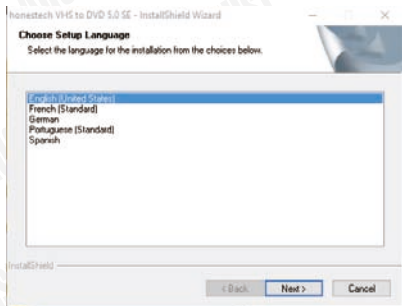 honestech VHS to DVD 5.0 SE - InstallShield Wizard
Choose Setup Language
Select the language for the installation from the choices below.
English (United States)
French (Standard)
German
Portuguese (Standard)
Spanish
InstallShield
< Back
Next >
Cancel